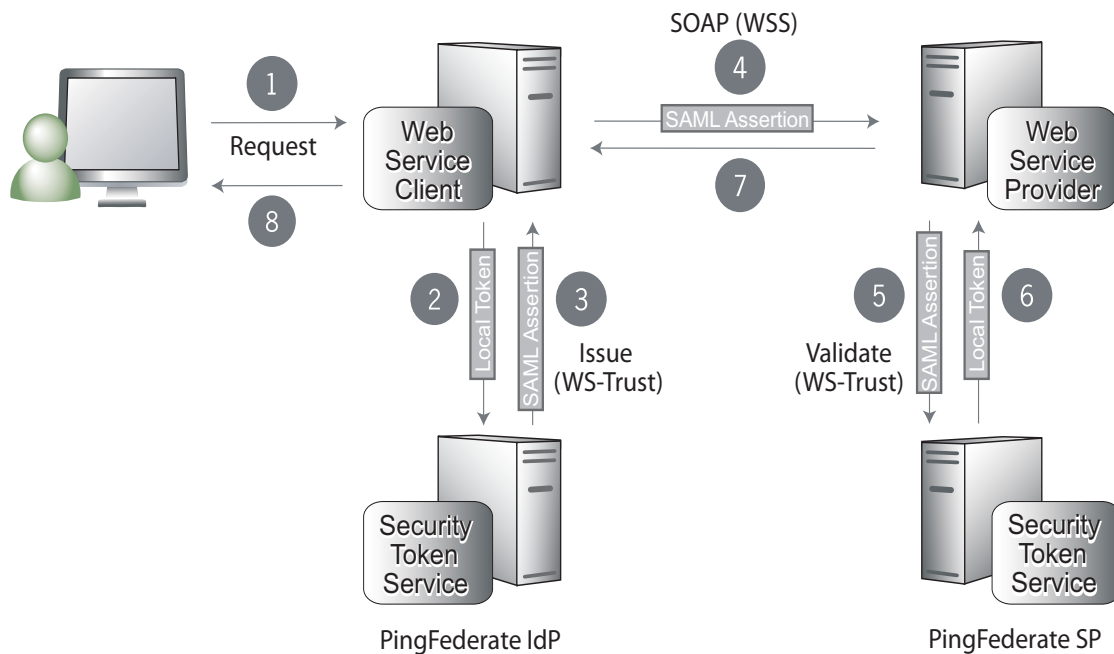 SOAP (WSS)
1
4
SAML Assertion
Request
Web
Service
Client
Web
Service
Provider
7
8
2
Local Token
SAML Assertion
3
Issue
(WS-Trust)
5
Validate
(WS-Trust)
SAML Assertion
Local Token
6
Security
Token
Service
Security
Token
Service
PingFederate IdP
PingFederate SP